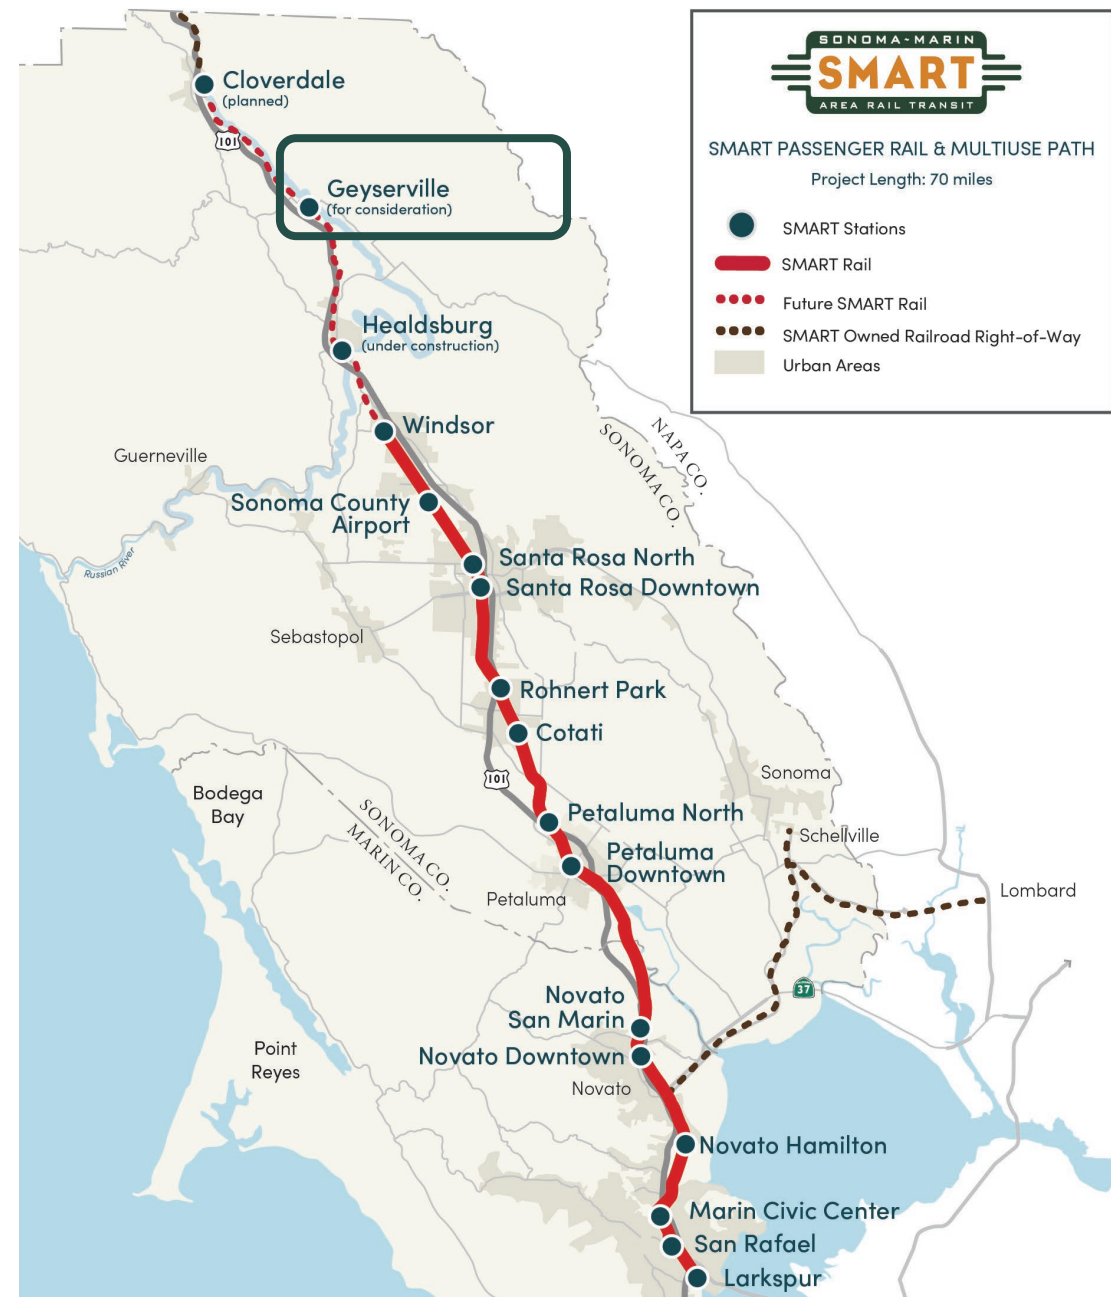 SONOMA-MARIN
SMART
AREA RAIL TRANSIT
SMART PASSENGER RAIL & MULTIUSE PATH
Project Length: 70 miles
SMART Stations
SMART Rail
Future SMART Rail
SMART Owned Railroad Right-of-Way
Urban Areas
Cloverdale
(planned)
101
Geyserville
(for consideration)
Healdsburg
(under construction)
Windsor
NAPA CO.
SONOMA CO.
Guerneville
Sonoma County
Airport
Russian River
Santa Rosa North
Santa Rosa Downtown
Sebastopol
Rohnert Park
Cotati
101
Sonoma
Bodega
Bay
SONOMA CO.
MARIN CO.
Petaluma North
Schellville
Petaluma
Downtown
Petaluma
Lombard
37
Novato
San Marin
Novato Downtown
Point
Reyes
Novato
Novato Hamilton
Marin Civic Center
San Rafael
Larkspur